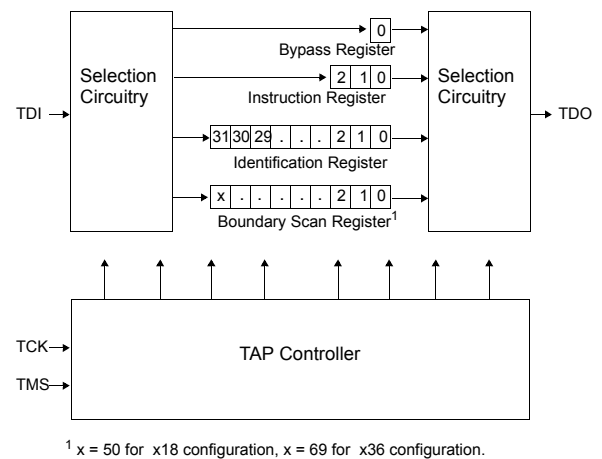 0
Bypass Register
Selection
Circuitry
2 1 0
Selection
Circuitry
Instruction Register
TDI
TDO
31 30 29 . . . 2 1 0
Identification Register
x . . . . . 2 1 0
Boundary Scan Register1
TCK
TAP Controller
TMS
1 x = 50 for x18 configuration, x = 69 for x36 configuration.